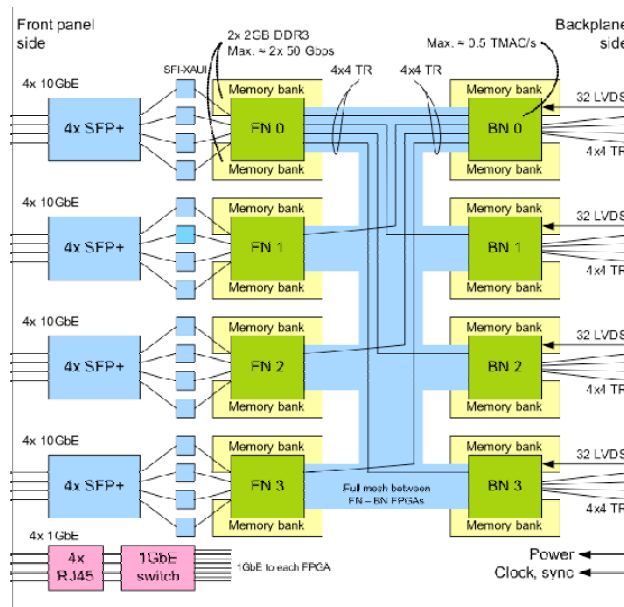 Front panel
side
2x 2GB DDR3
Max. = 2x 50 Gbps
Max. = 0.5 TMAC/s
Backplane
side
SFI-XAUI
4x4 TR
4x4 TR
4x 10GbE
4x SFP+
Memory bank
FN 0
Memory bank
Memory bank
BN 0
Memory bank
32 LVDS
4x4 TR
4x 10GbE
4x SFP+
Memory bank
FN 1
Memory bank
Memory bank
BN 1
Memory bank
32 LVDS
4x4 TR
4x 10GbE
4x SFP+
Memory bank
FN 2
Memory bank
Memory bank
BN 2
Memory bank
32 LVDS
4x4 TR
4x 10GbE
4x SFP+
Memory bank
FN 3
Memory bank
Full mesh between
FN – BN FPGAs
Memory bank
BN 3
Memory bank
32 LVDS
4x4 TR
4x 1GbE
4x
RJ45
1GbE
switch
1GbE to each FPGA
Power
Clock, sync